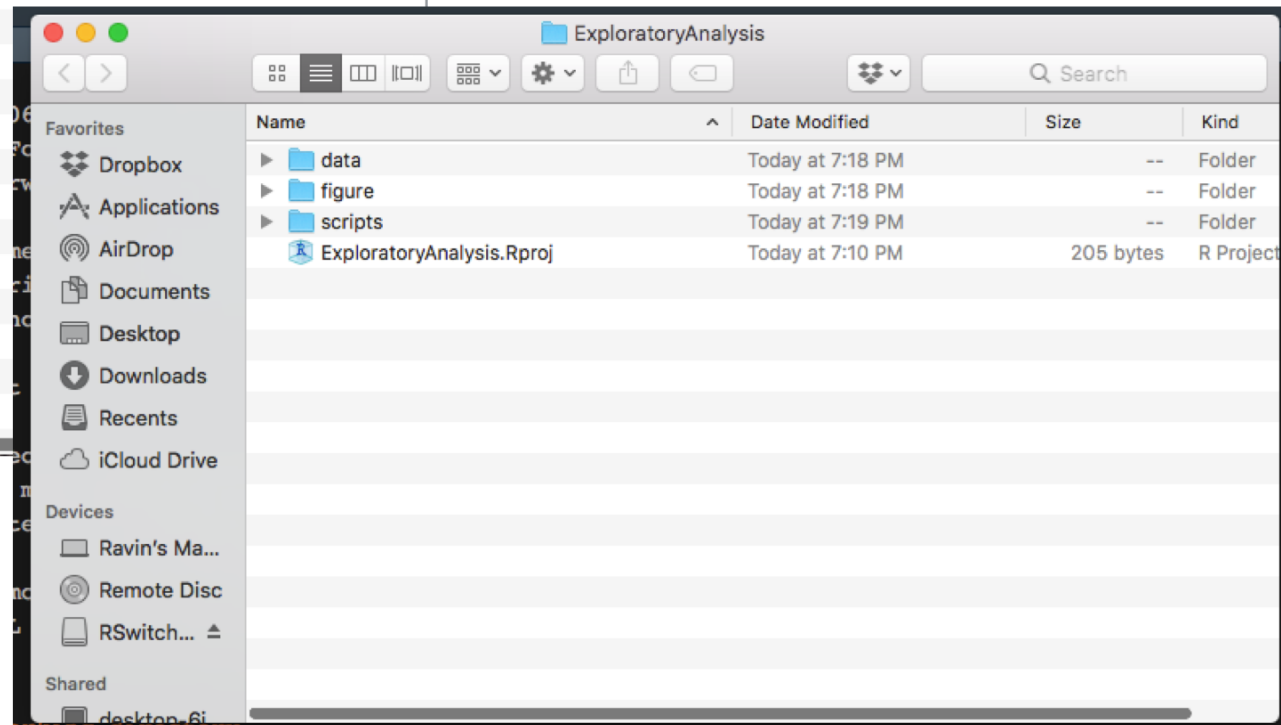 ExploratoryAnalysis
Search
Favorites
Dropbox
Applications
AirDrop
Documents
Desktop
Downloads
Recents
iCloud Drive
Devices
Ravin's Ma...
Remote Disc
RSwitch...
Shared
desktop-6i
Name Date Modified Size Kind
data Today at 7:18 PM -- Folder
figure Today at 7:18 PM -- Folder
scripts Today at 7:19 PM -- Folder
ExploratoryAnalysis.Rproj Today at 7:10 PM 205 bytes R Project